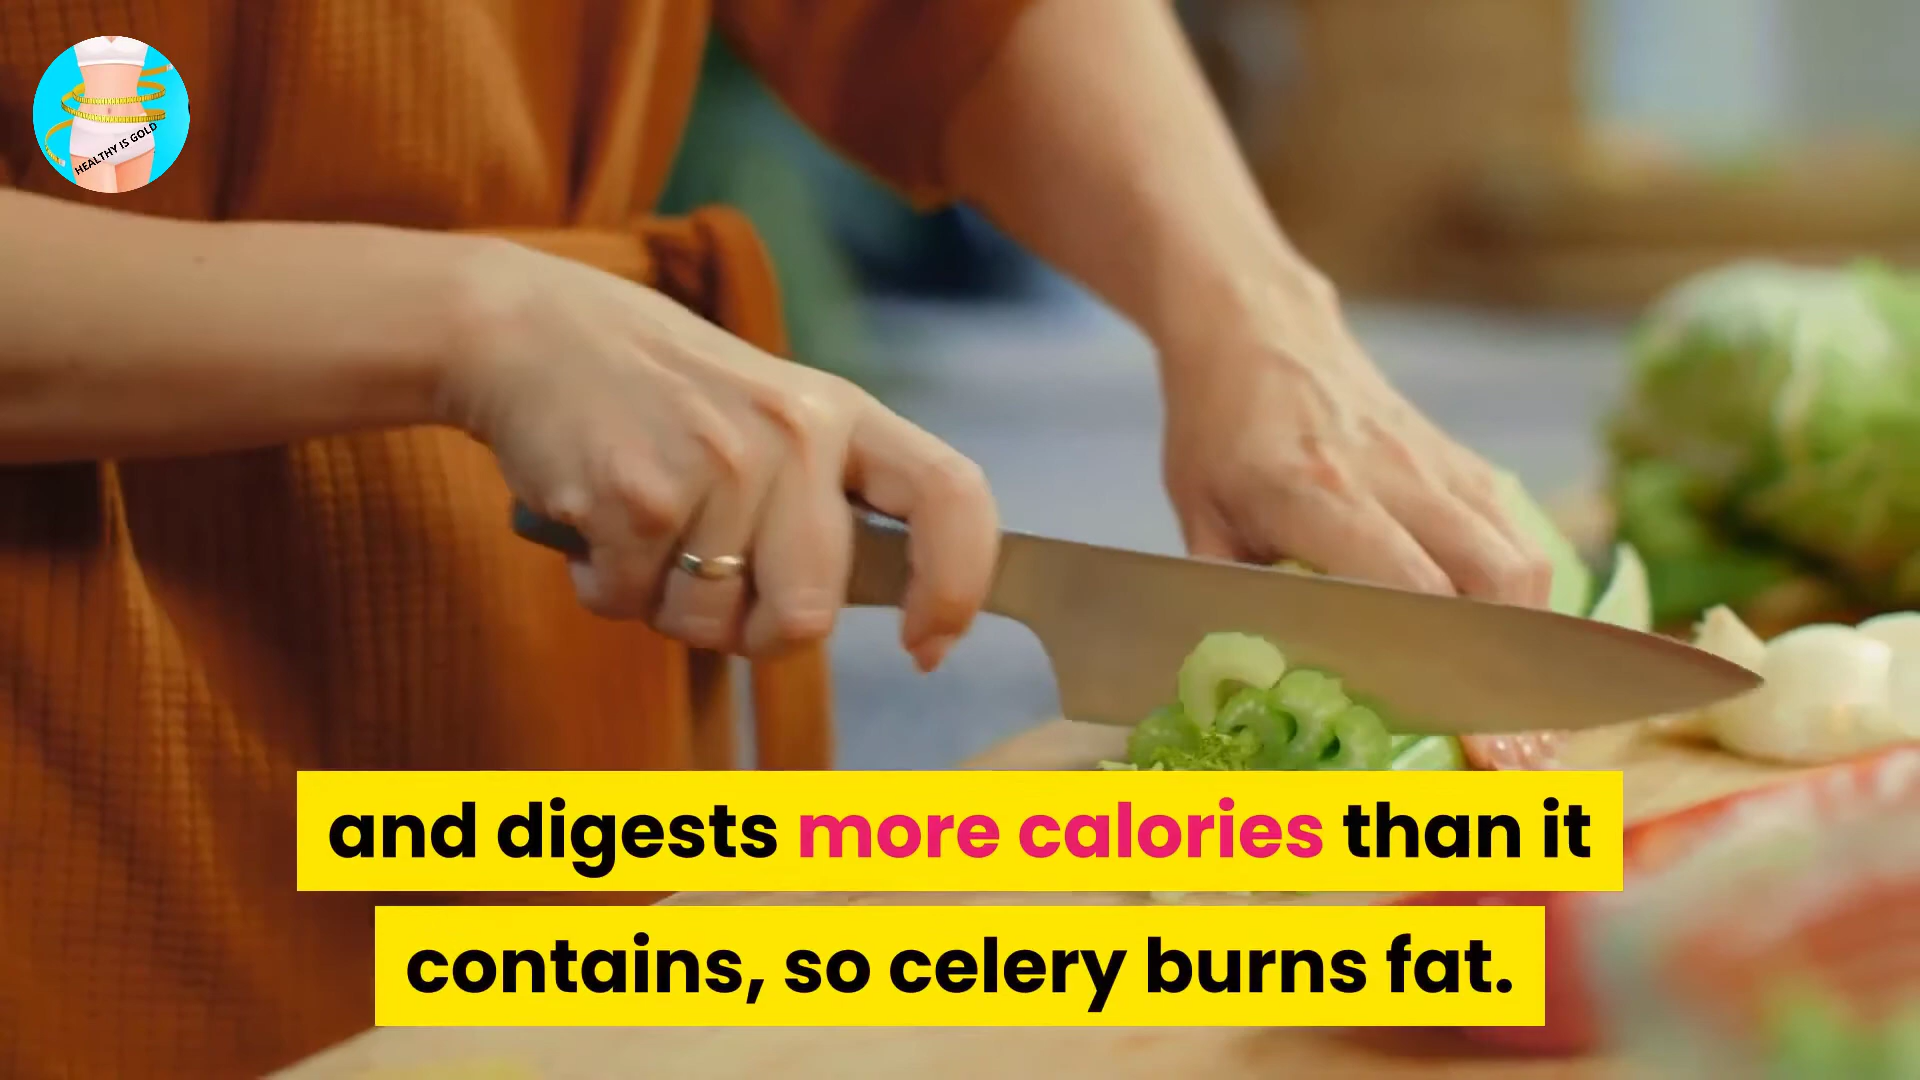 HEALTHY IS GOLD
and digests more calories than it
contains, so celery burns fat.